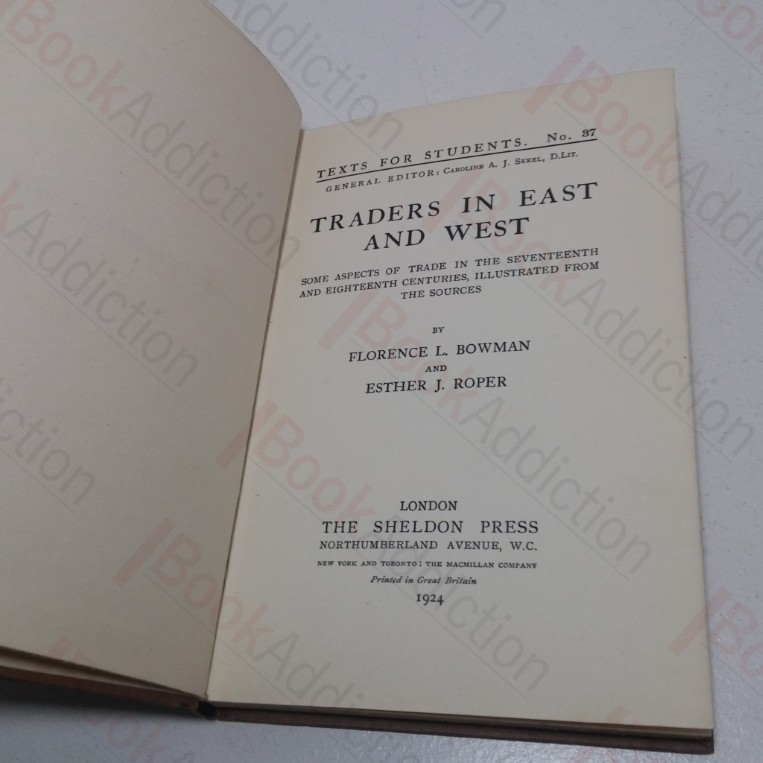 TEXTS FOR STUDENTS. No. 37
GENERAL EDITOR: CAROLINE A. J. SKEEL, D.LIT.
TRADERS IN EAST
AND WEST
SOME ASPECTS OF TRADE IN THE SEVENTEENTH
AND EIGHTEENTH CENTURIES, ILLUSTRATED FROM
THE SOURCES
BY
FLORENCE L. BOWMAN
AND
ESTHER J. ROPER
LONDON
THE SHELDON PRESS
NORTHUMBERLAND AVENUE, W.C.
NEW YORK AND TORONTO: THE MACMILLAN COMPANY
Printed in Great Britain
1924
BookAddiction